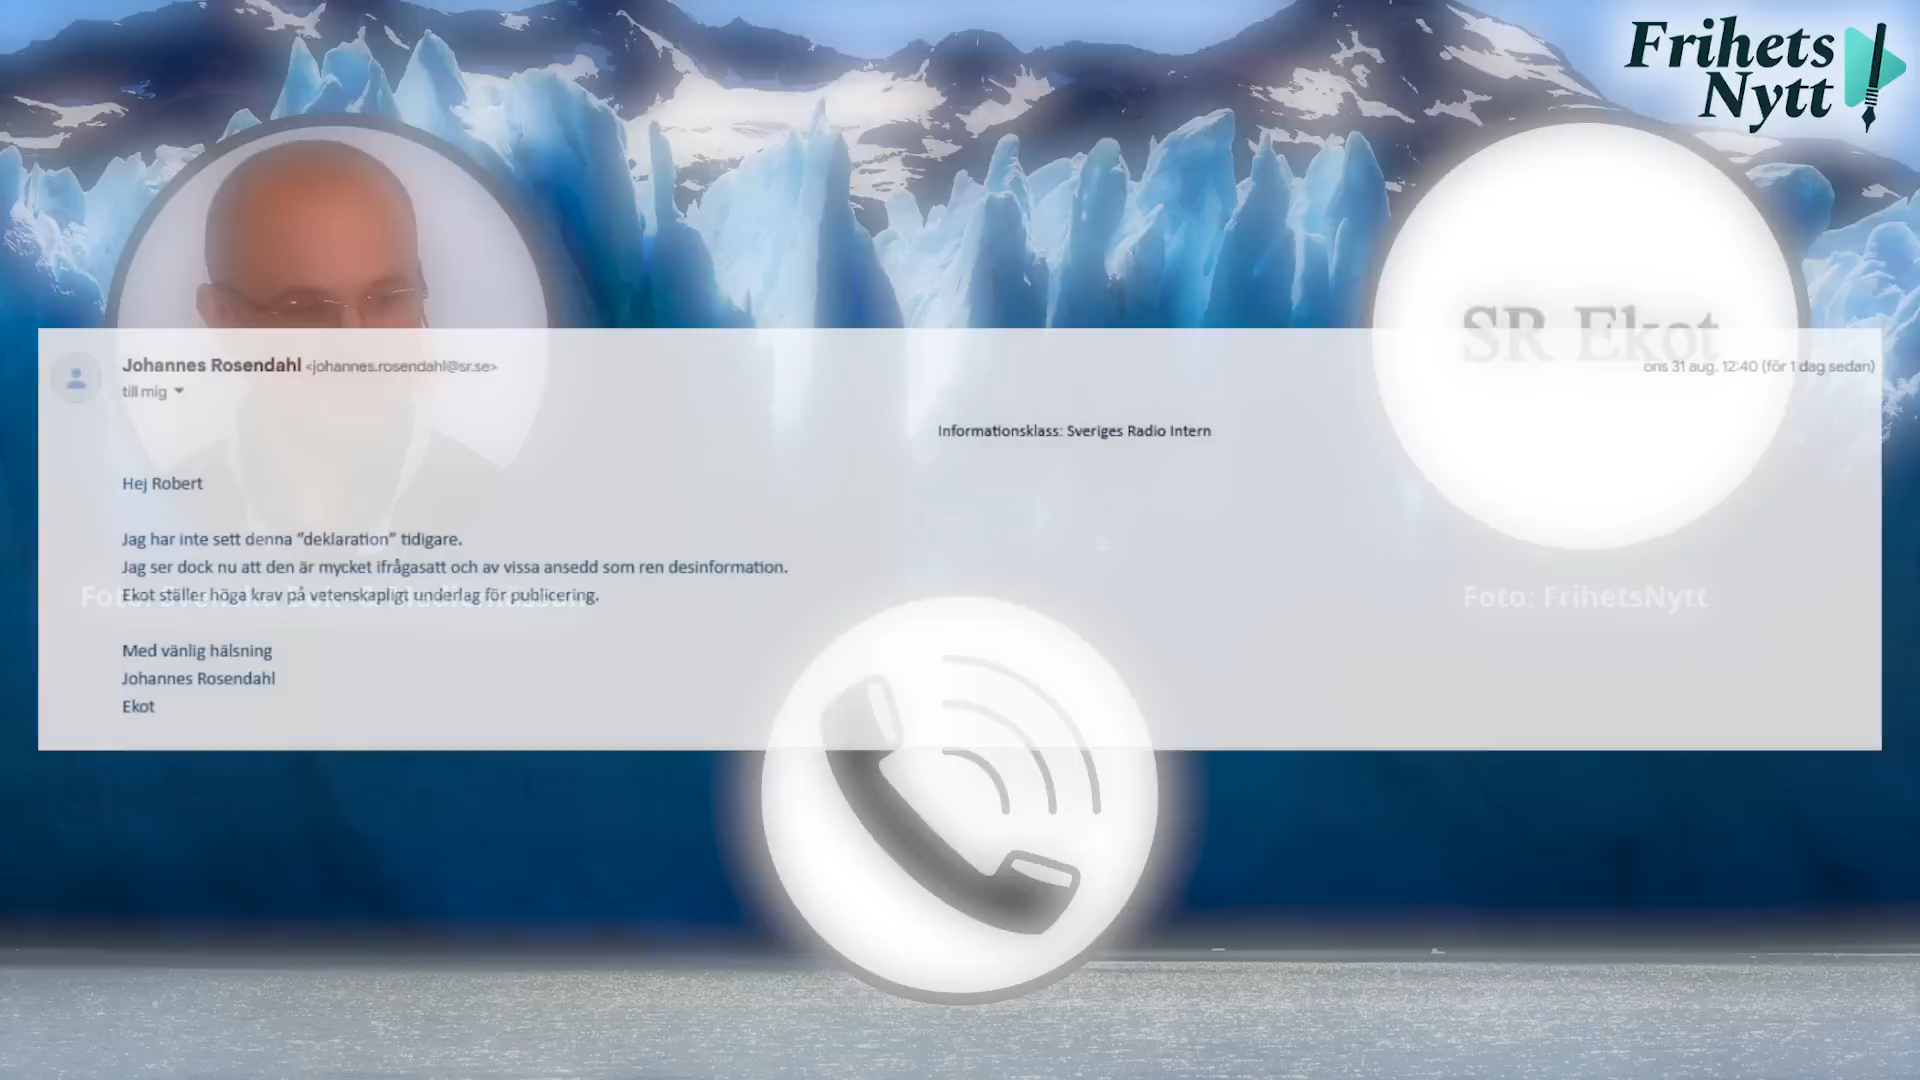 Frihets
Nytt
SR Ekot
Johannes Rosendahl <johannes.rosendahl@sr.se>
ons 31 aug. 12:40 (för 1 dag sedan)
till mig
Informationsklass: Sveriges Radio Intern
Hej Robert
Jag har inte sett denna ”deklaration” tidigare.
Jag ser dock nu att den är mycket ifrågasatt och av vissa ansedd som ren desinformation.
Ekot ställer höga krav på vetenskapligt underlag för publicering.
Foto: Svenska
Foto: FrihetsNytt
Med vänlig hälsning
Johannes Rosendahl
Ekot